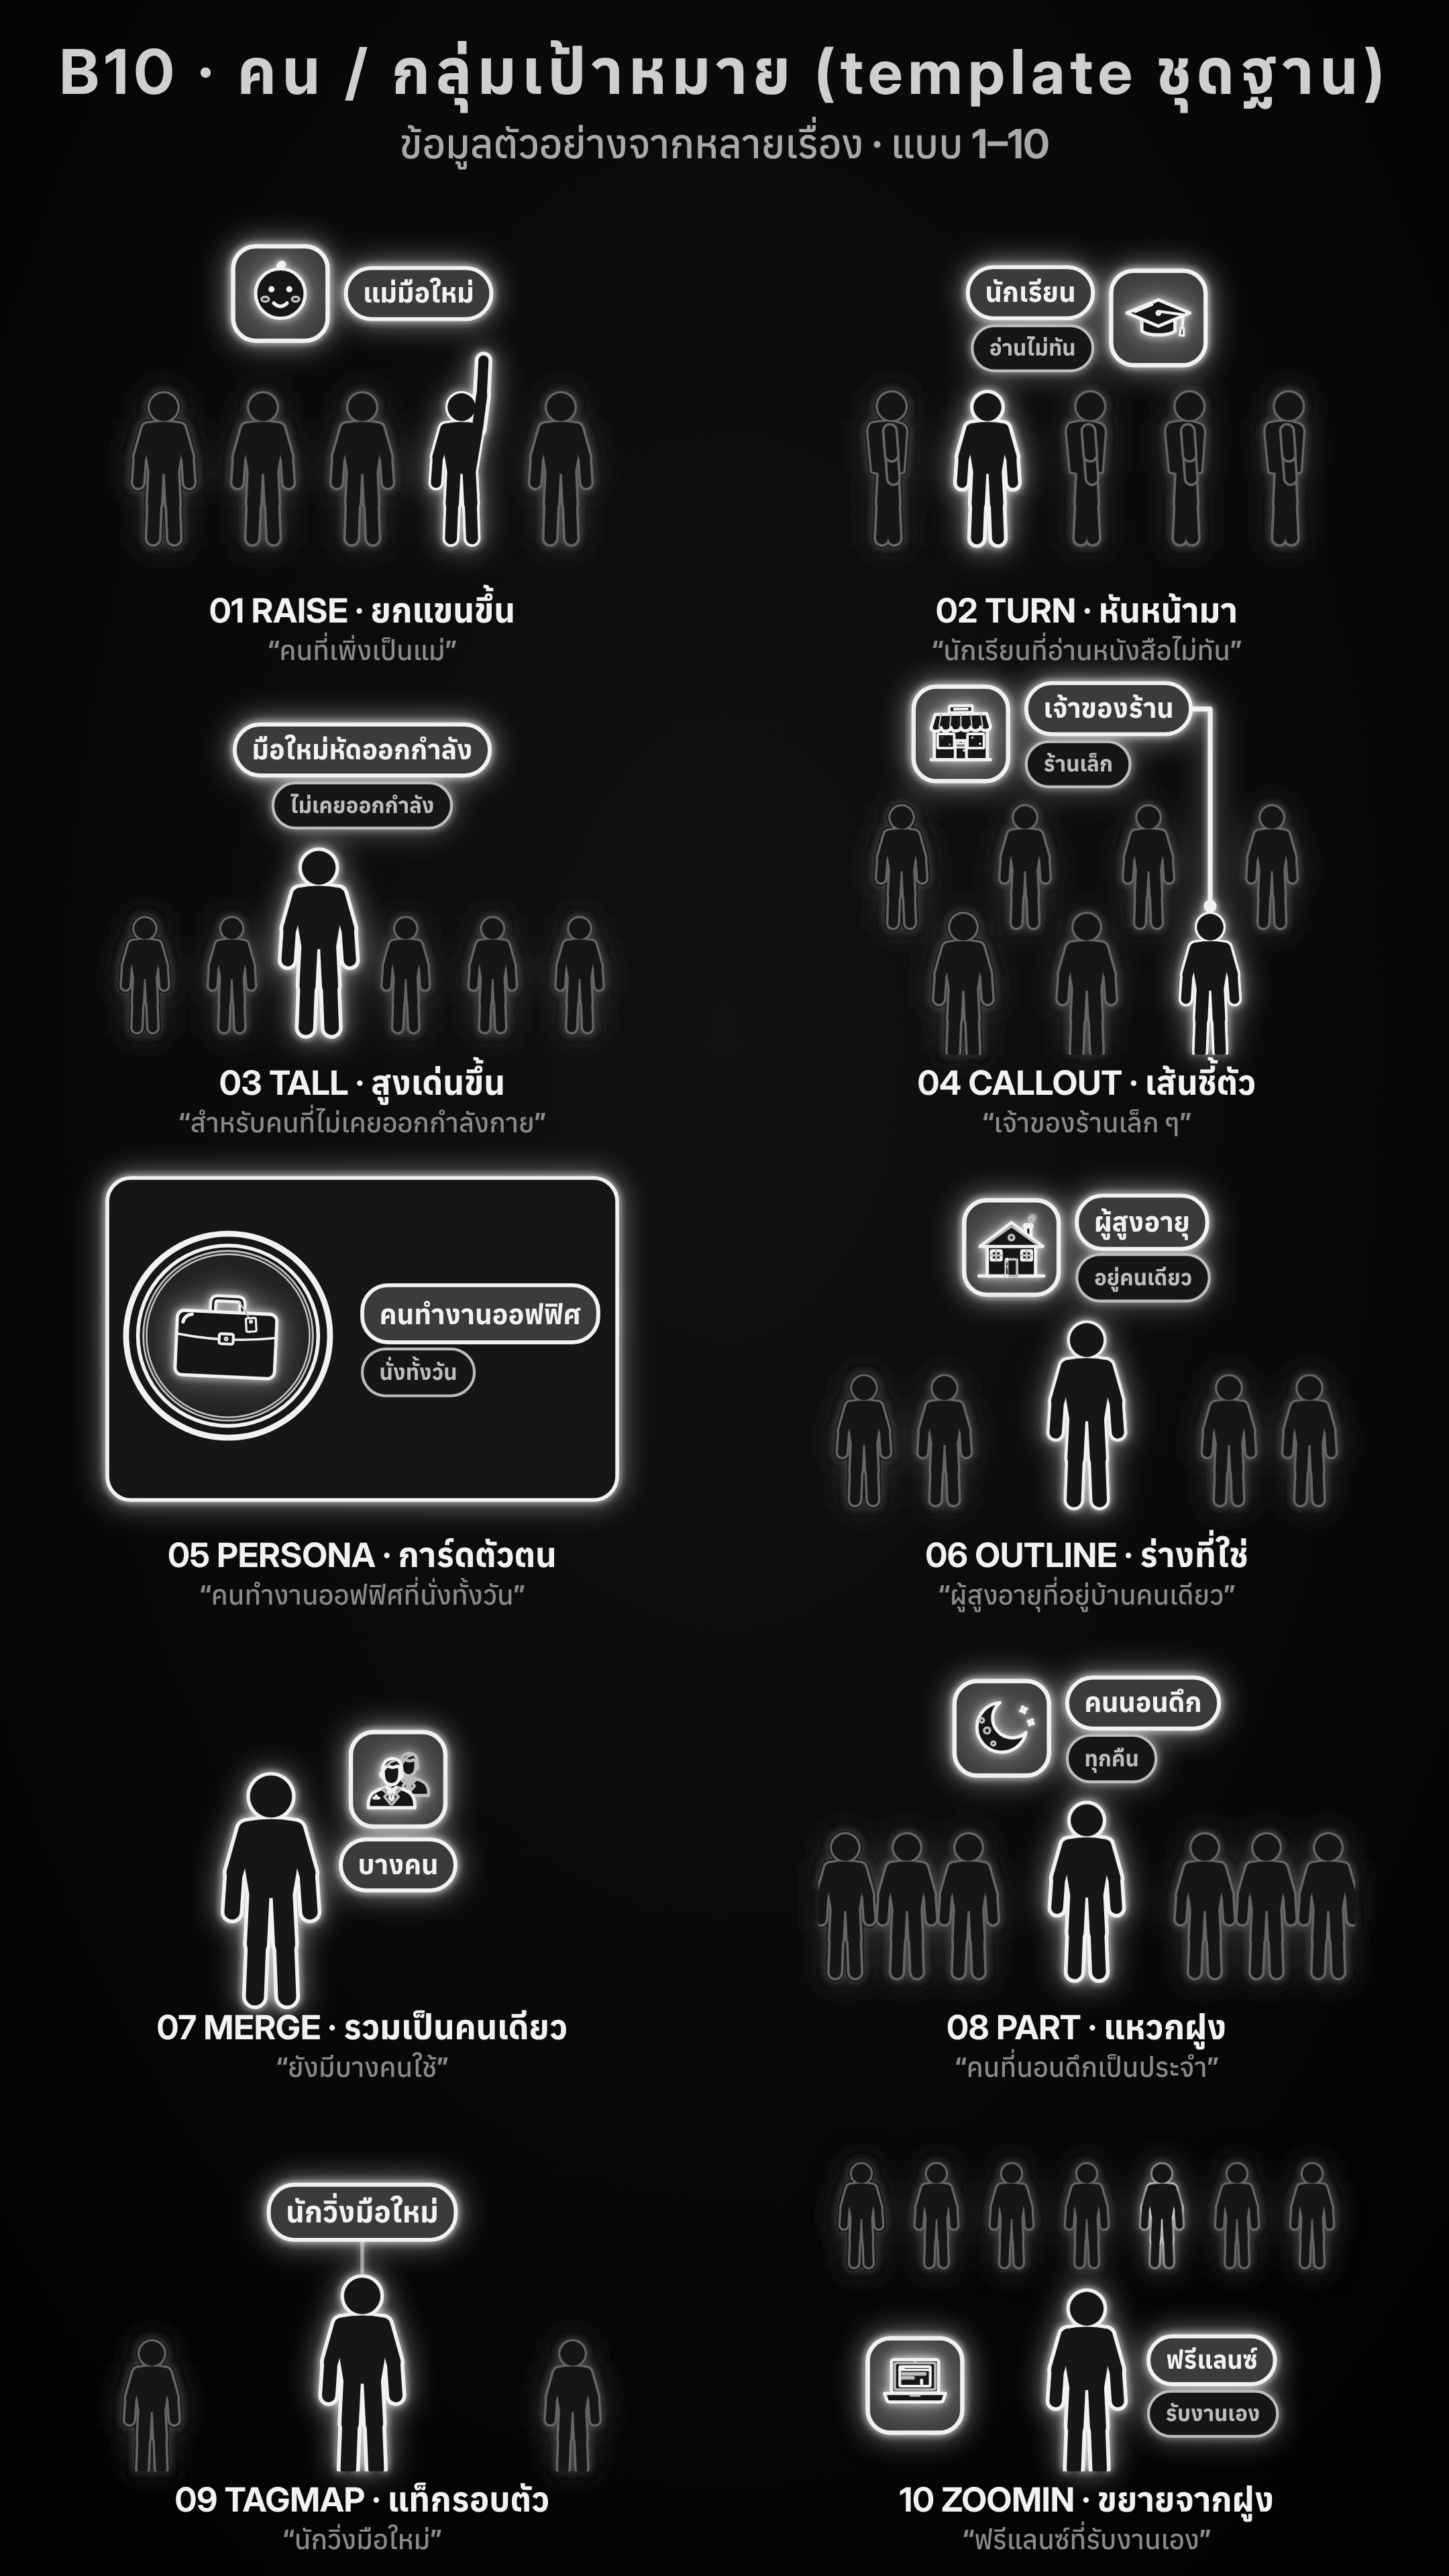 B10 · คน / กลุ่มเป้าหมาย (template ชุดฐาน)
ข้อมูลตัวอย่างจากหลายเรื่อง · แบบ 1–10
แม่มือใหม่
01 RAISE · ยกแขนขึ้น
“คนที่เพิ่งเป็นแม่”
นักเรียน
อ่านไม่ทัน
02 TURN · หันหน้ามา
“นักเรียนที่อ่านหนังสือไม่ทัน”
มือใหม่หัดออกกำลัง
ไม่เคยออกกำลัง
03 TALL · สูงเด่นขึ้น
“สำหรับคนที่ไม่เคยออกกำลังกาย”
เจ้าของร้าน
ร้านเล็ก
04 CALLOUT · เส้นชี้ตัว
“เจ้าของร้านเล็ก ๆ”
คนทำงานออฟฟิศ
นั่งทั้งวัน
05 PERSONA · การ์ดตัวตน
“คนทำงานออฟฟิศที่นั่งทั้งวัน”
ผู้สูงอายุ
อยู่คนเดียว
06 OUTLINE · ร่างที่ใช่
“ผู้สูงอายุที่อยู่บ้านคนเดียว”
บางคน
07 MERGE · รวมเป็นคนเดียว
“ยังมีบางคนใช้”
คนนอนดึก
ทุกคืน
08 PART · แหวกฝูง
“คนที่นอนดึกเป็นประจำ”
นักวิ่งมือใหม่
09 TAGMAP · แท็กรอบตัว
“นักวิ่งมือใหม่”
ฟรีแลนซ์
รับงานเอง
10 ZOOMIN · ขยายจากฝูง
“ฟรีแลนซ์ที่รับงานเอง”